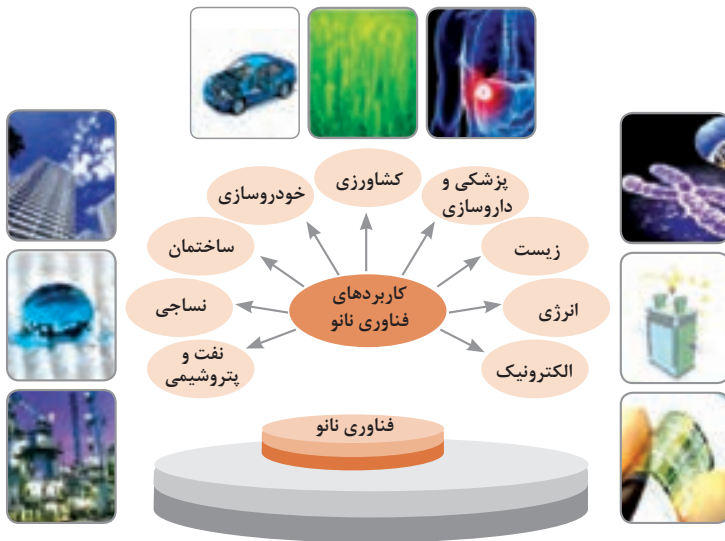 کشاورزی
پزشکی و
داروسازی
خودروسازی
زیست
ساختمان
کاربردهای
فناوری نانو
انرژی
نساجی
الکترونیک
نفت و
پتروشیمی
فناوری نانو